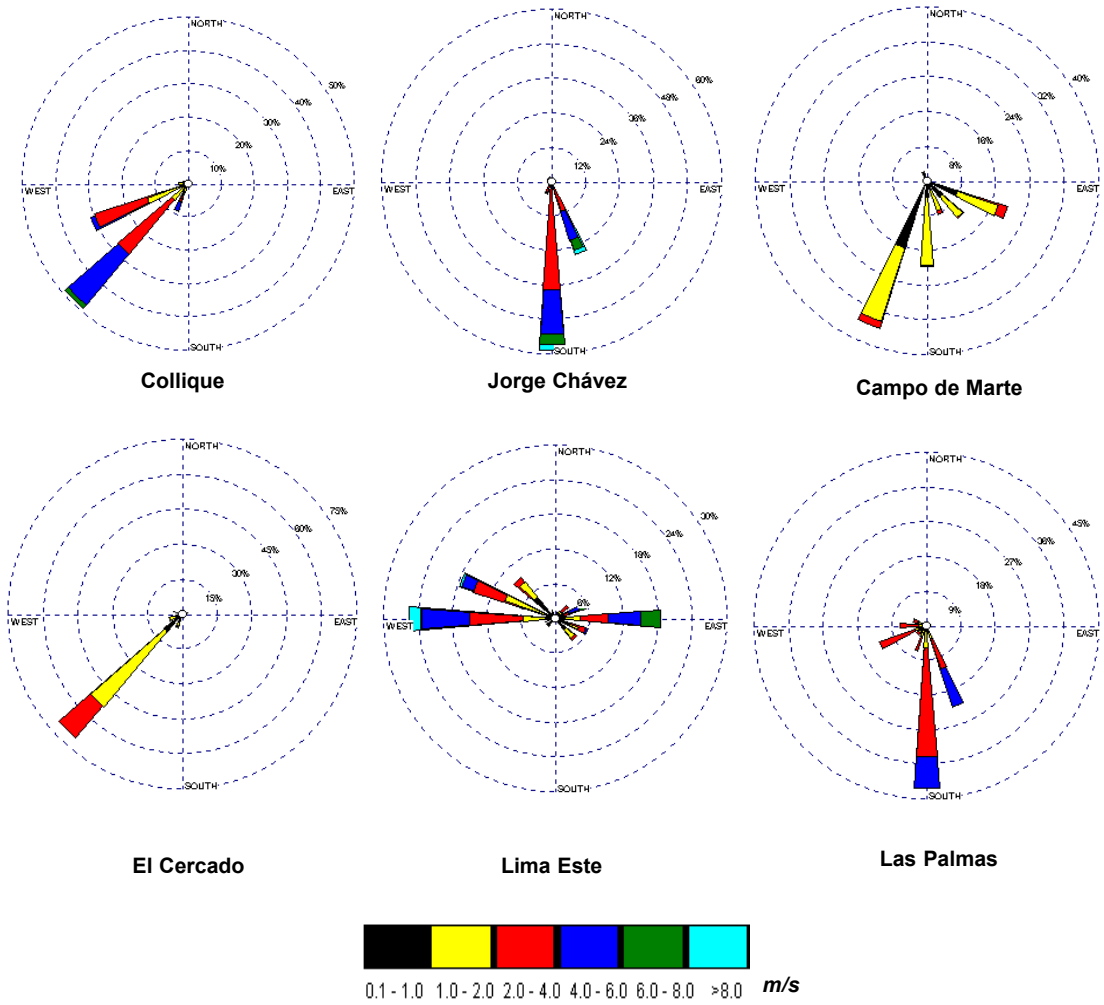 NORTH
50%
40%
30%
20%
10%
WEST
EAST
SOUTH
Collique
NORTH
60%
48%
36%
24%
12%
WEST
EAST
SOUTH
Jorge Chávez
NORTH
40%
32%
24%
16%
8%
WEST
EAST
SOUTH
Campo de Marte
NORTH
75%
60%
45%
30%
15%
WEST
EAST
SOUTH
El Cercado
NORTH
30%
24%
18%
12%
6%
WEST
EAST
SOUTH
Lima Este
NORTH
45%
36%
27%
18%
9%
WEST
EAST
SOUTH
Las Palmas
0.1 - 1.0 1.0 - 2.0 2.0 - 4.0 4.0 - 6.0 6.0 - 8.0 >8.0 m/s